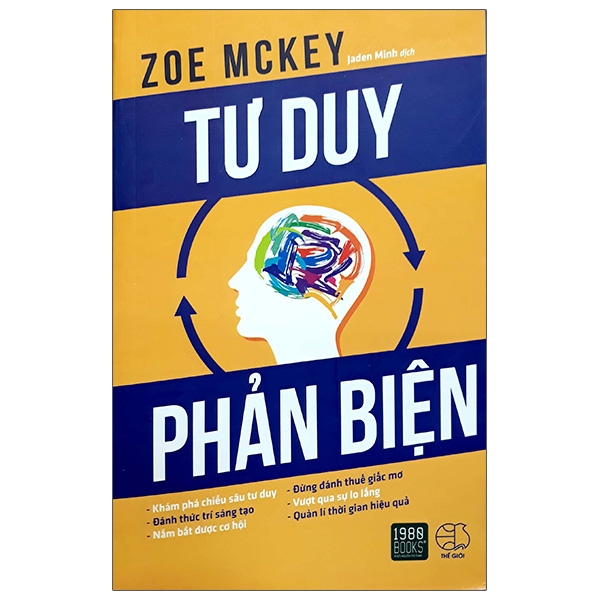 ZOE MCKEY
Jaden Minh dịch
TƯ DUY
PHẢN BIỆN
- Khám phá chiều sâu tư duy
- Đánh thức trí sáng tạo
- Nắm bắt được cơ hội
- Đừng đánh thuế giấc mơ
- Vượt qua sự lo lắng
- Quản lí thời gian hiệu quả
1980
BOOKS
THẾ GIỚI